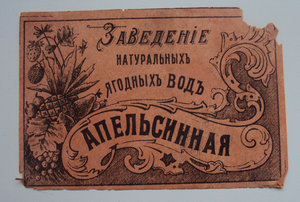 Заведеніе
натуральныхъ
ягодныхъ водъ
Апельсинная